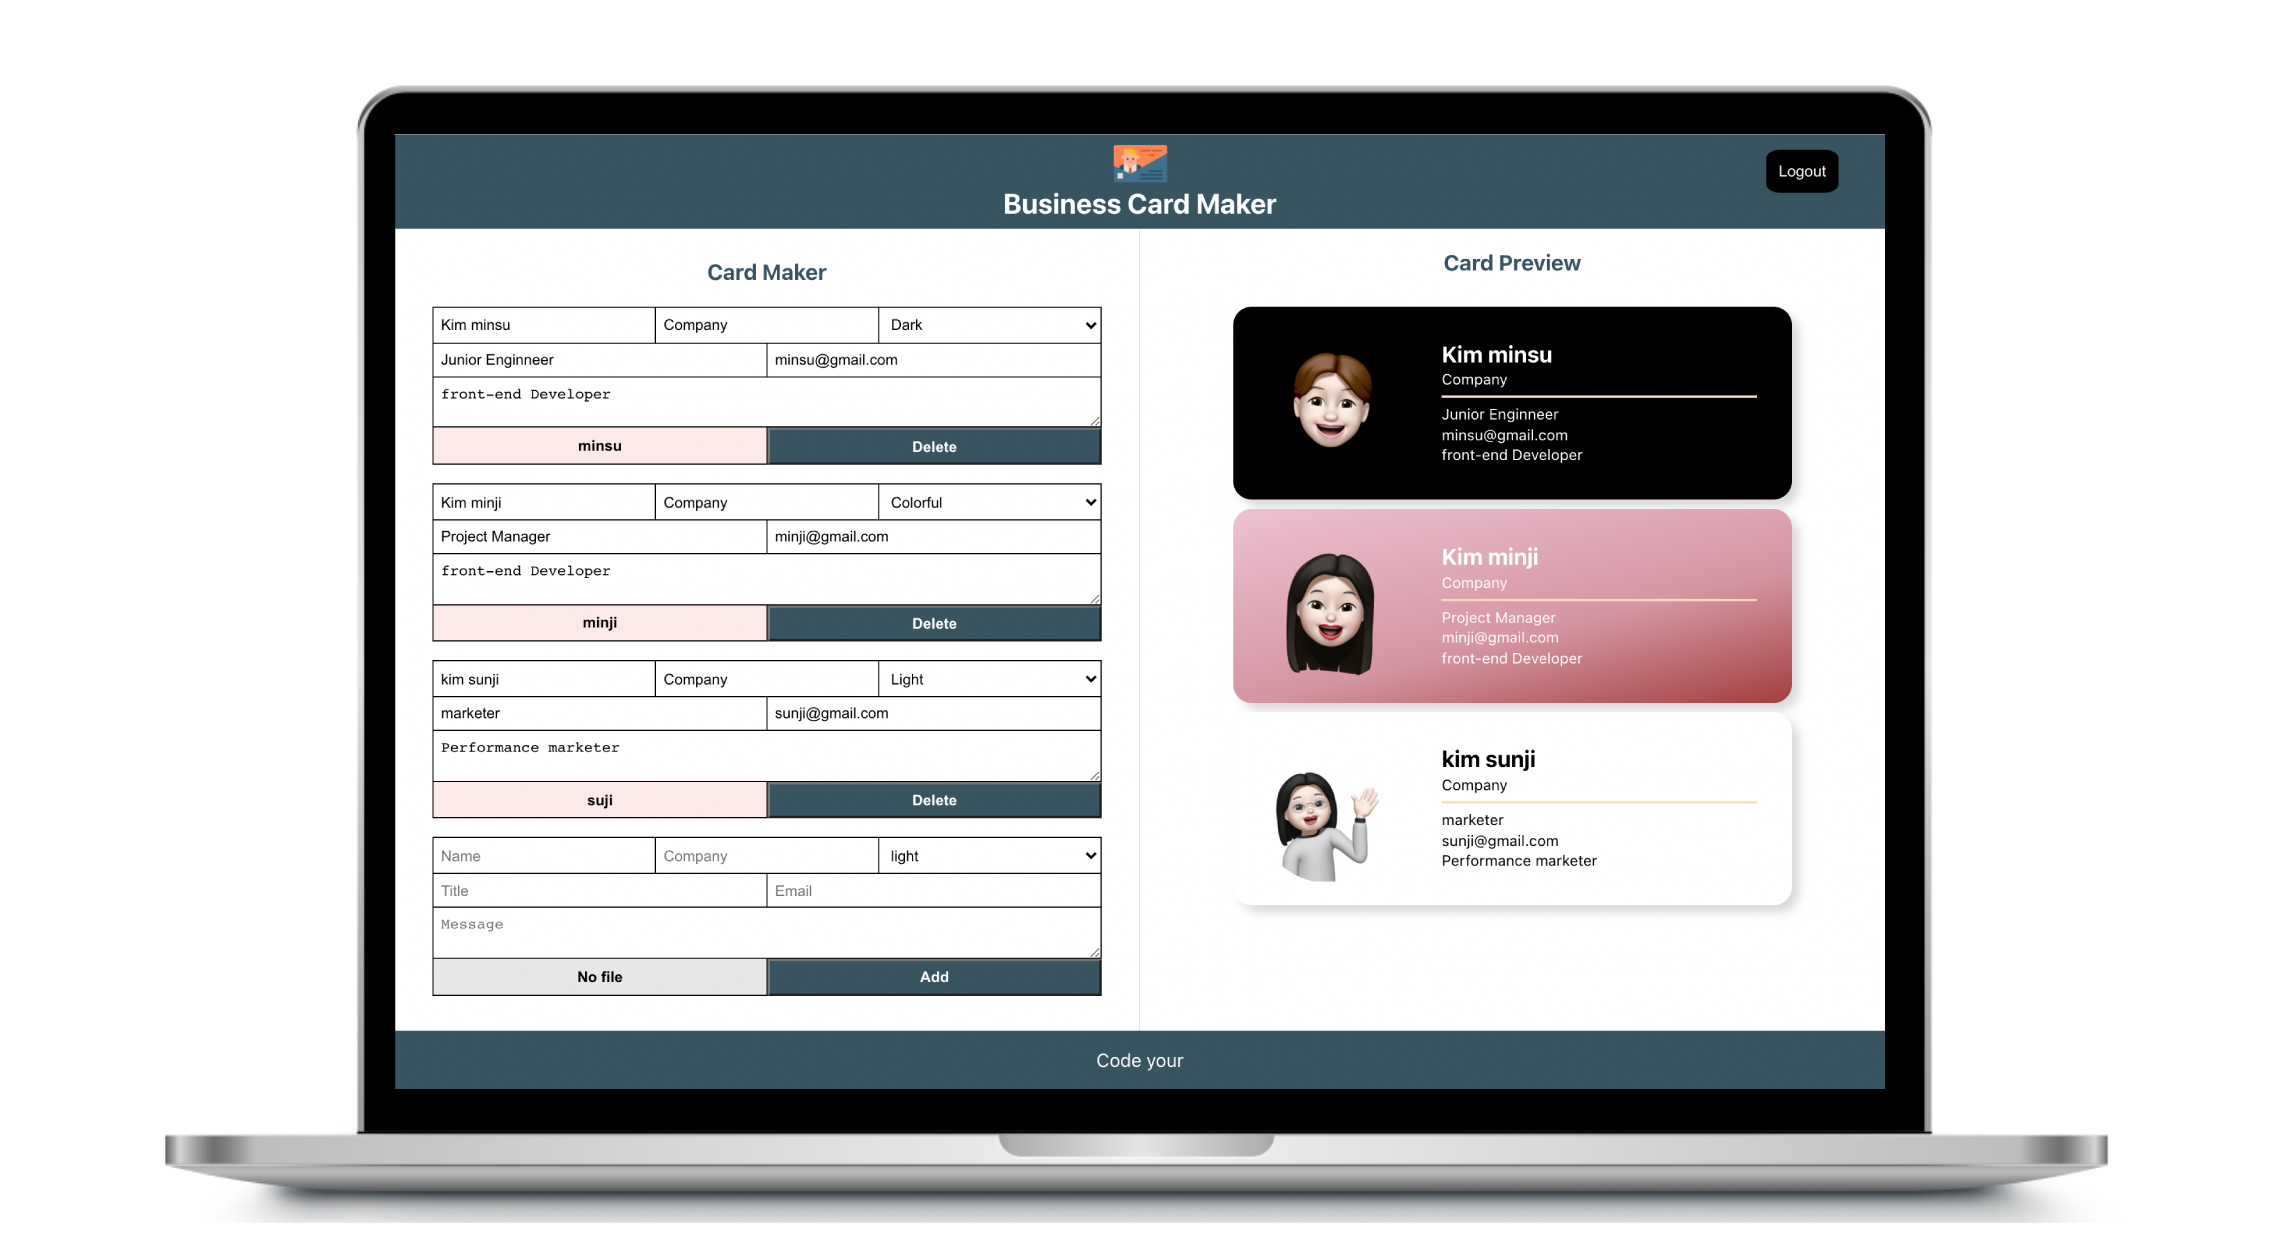 Business Card Maker
Logout
Card Maker
Kim minsu Company Dark
Junior Enginneer minsu@gmail.com
front-end Developer
minsu Delete
Kim minji Company Colorful
Project Manager minji@gmail.com
front-end Developer
minji Delete
kim sunji Company Light
marketer sunji@gmail.com
Performance marketer
suji Delete
Name Company light
Title Email
Message
No file Add
Card Preview
Kim minsu
Company
Junior Enginneer
minsu@gmail.com
front-end Developer
Kim minji
Company
Project Manager
minji@gmail.com
front-end Developer
kim sunji
Company
marketer
sunji@gmail.com
Performance marketer
Code your